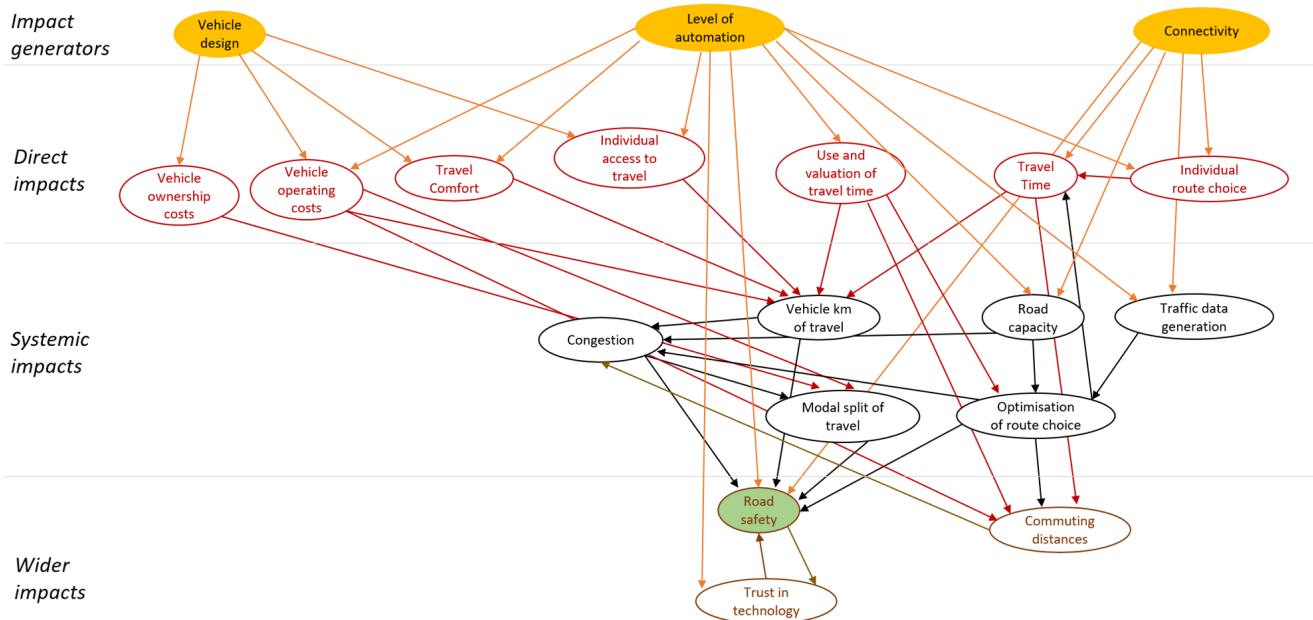 Impact
generators
Vehicle
design
Level of
automation
Connectivity
Direct
impacts
Vehicle
ownership
costs
Vehicle
operating
costs
Travel
Comfort
Individual
access to
travel
Use and
valuation of
travel time
Travel
Time
Individual
route choice
Systemic
impacts
Congestion
Vehicle km
of travel
Road
capacity
Traffic data
generation
Modal split of
travel
Optimisation
of route choice
Wider
impacts
Road
safety
Commuting
distances
Trust in
technology